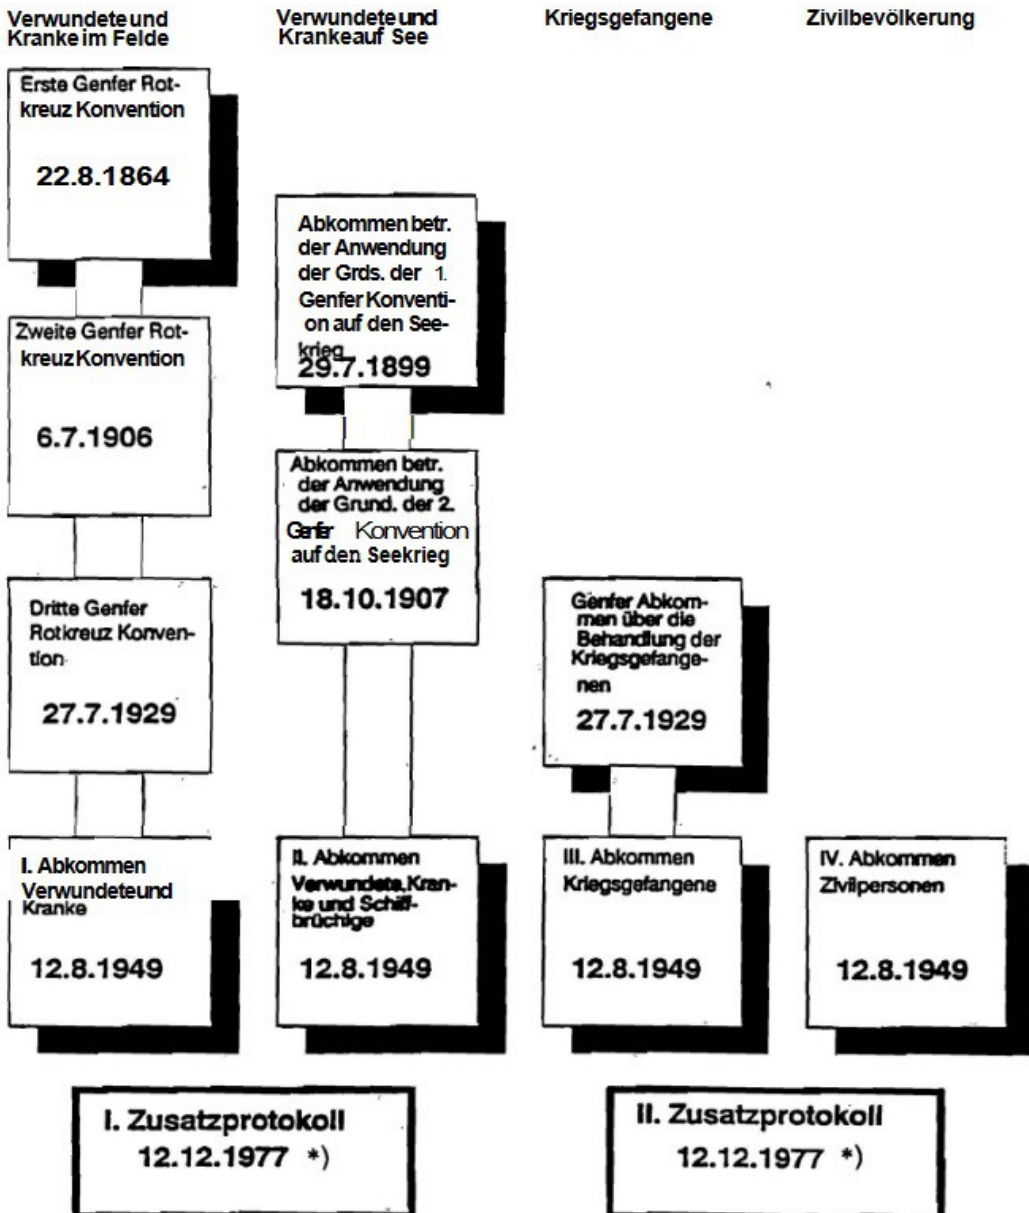 Verwundete und
Kranke im Felde
Verwundete und
Kranke auf See
Kriegsgefangene
Zivilbevölkerung
Erste Genfer Rot-
kreuz Konvention
22.8.1864
Zweite Genfer Rot-
kreuz Konvention
6.7.1906
Dritte Genfer
Rotkreuz Konven-
tion
27.7.1929
I. Abkommen
Verwundete und
Kranke
12.8.1949
Abkommen betr.
der Anwendung
der Grds. der 1.
Genfer Konventi-
on auf den See-
krieg
29.7.1899
Abkommen betr.
der Anwendung
der Grund. der 2.
Genfer Konvention
auf den Seekrieg
18.10.1907
II. Abkommen
Verwundete, Kran-
ke und Schiff-
brüchige
12.8.1949
Genfer Abkom-
men über die
Behandlung der
Kriegsgefange-
nen
27.7.1929
III. Abkommen
Kriegsgefangene
12.8.1949
IV. Abkommen
Zivilpersonen
12.8.1949
I. Zusatzprotokoll
12.12.1977 *)
II. Zusatzprotokoll
12.12.1977 *)